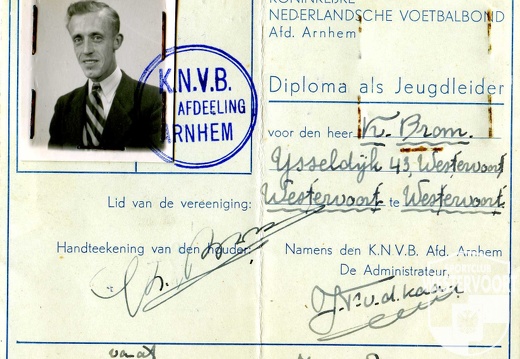 KONINKLIJKE
NEDERLANDSCHE VOETBALBOND
Afd. Arnhem
K.N.V.B.
AFDEELING
ARNHEM
Diploma als Jeugdleider
voor den heer K. Brom.
Ysseldijk 43, Westervoort
Lid van de vereeniging: Westervoort te Westervoort.
Handteekening van den houder:
Namens den K.N.V.B. Afd. Arnhem
De Administrateur,